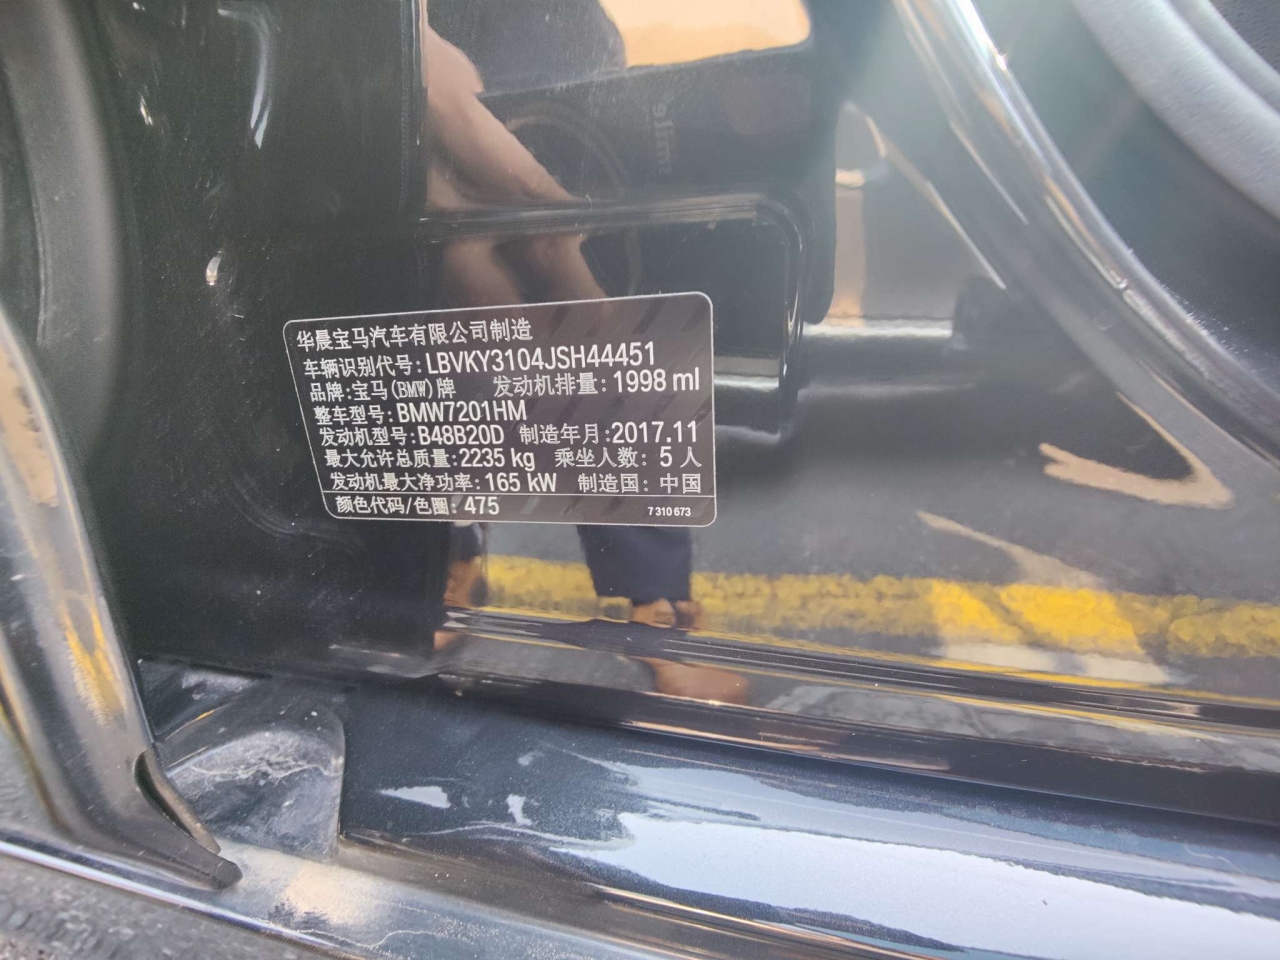 华晨宝马汽车有限公司制造
车辆识别代号: LBVKY3104JSH44451
品牌: 宝马(BMW)牌 发动机排量: 1998 ml
整车型号: BMW7201HM
发动机型号: B48B20D 制造年月: 2017.11
最大允许总质量: 2235 kg 乘坐人数: 5 人
发动机最大净功率: 165 kW 制造国: 中国
颜色代码/色圈: 475 7 310 673